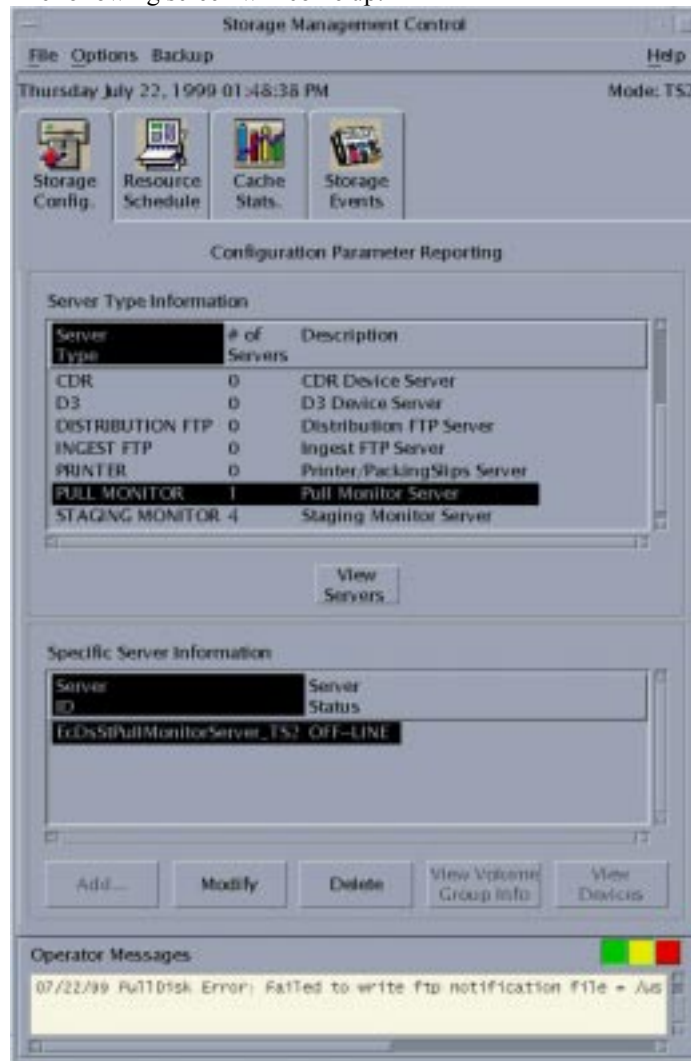 Storage Management Control
File Options Backup Help
Thursday July 22, 1999 01:48:38 PM Mode: TS2
Storage Config.
Resource Schedule
Cache Stats.
Storage Events
Configuration Parameter Reporting
Server Type Information
Server Type # of Servers Description
CDR 0 CDR Device Server
D3 0 D3 Device Server
DISTRIBUTION FTP 0 Distribution FTP Server
INGEST FTP 0 Ingest FTP Server
PRINTER 0 Printer/PackingSlips Server
PULL MONITOR 1 Pull Monitor Server
STAGING MONITOR 4 Staging Monitor Server
View Servers
Specific Server Information
Server ID Server Status
EcDsStPullMonitorServer_TS2 OFF-LINE
Add... Modify Delete View Volume Group Info View Devices
Operator Messages
07/22/99 PullDisk Error: Failed to write ftp notification file = /us